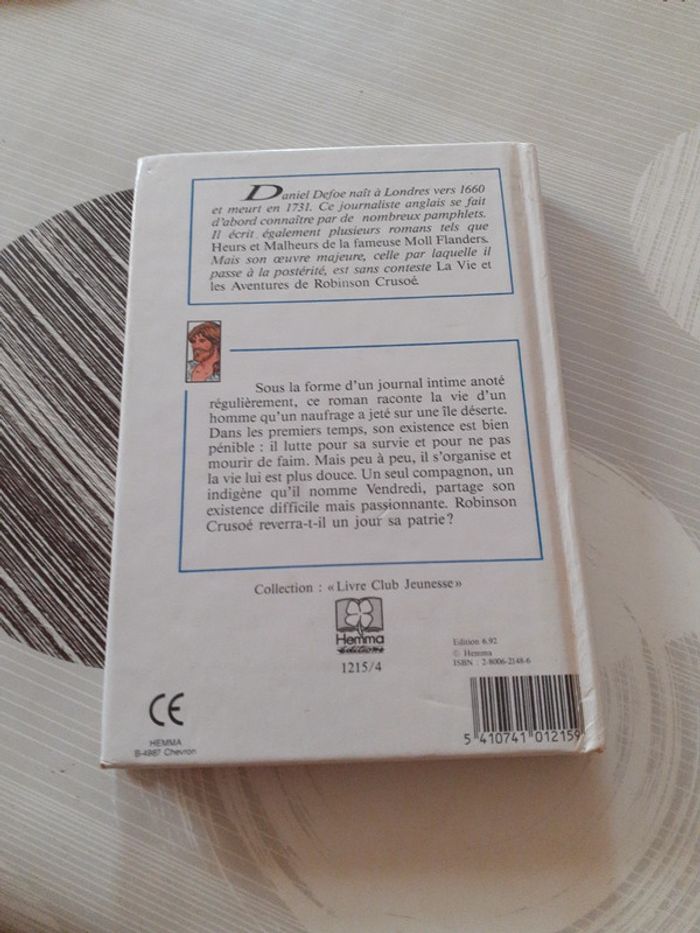 Daniel Defoe naît à Londres vers 1660
et meurt en 1731. Ce journaliste anglais se fait
d'abord connaître par de nombreux pamphlets.
Il écrit également plusieurs romans tels que
Heurs et Malheurs de la fameuse Moll Flanders.
Mais son œuvre majeure, celle par laquelle il
passe à la postérité, est sans conteste La Vie et
les Aventures de Robinson Crusoé.
Sous la forme d'un journal intime anoté
régulièrement, ce roman raconte la vie d'un
homme qu'un naufrage a jeté sur une île déserte.
Dans les premiers temps, son existence est bien
pénible : il lutte pour sa survie et pour ne pas
mourir de faim. Mais peu à peu, il s'organise et
la vie lui est plus douce. Un seul compagnon, un
indigène qu'il nomme Vendredi, partage son
existence difficile mais passionnante. Robinson
Crusoé reverra-t-il un jour sa patrie ?
Collection : « Livre Club Jeunesse »
Hemma
éditions
1215/4
Edition 6.92
© Hemma
ISBN : 2-8006-2148-6
5 410741 012159
CE
HEMMA
B-4987 Chevron